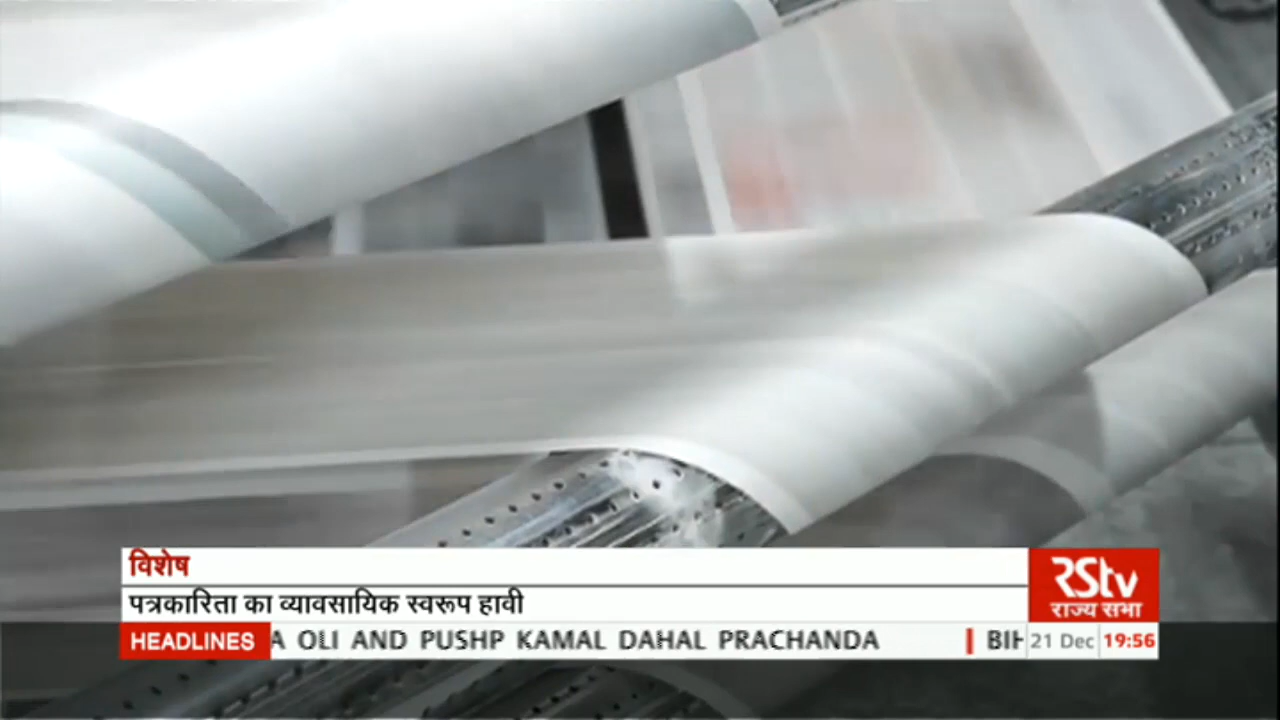 विशेष
पत्रकारिता का व्यावसायिक स्वरूप हावी
RStv
राज्य सभा
HEADLINES A OLI AND PUSHP KAMAL DAHAL PRACHANDA | BIH 21 Dec 19:56